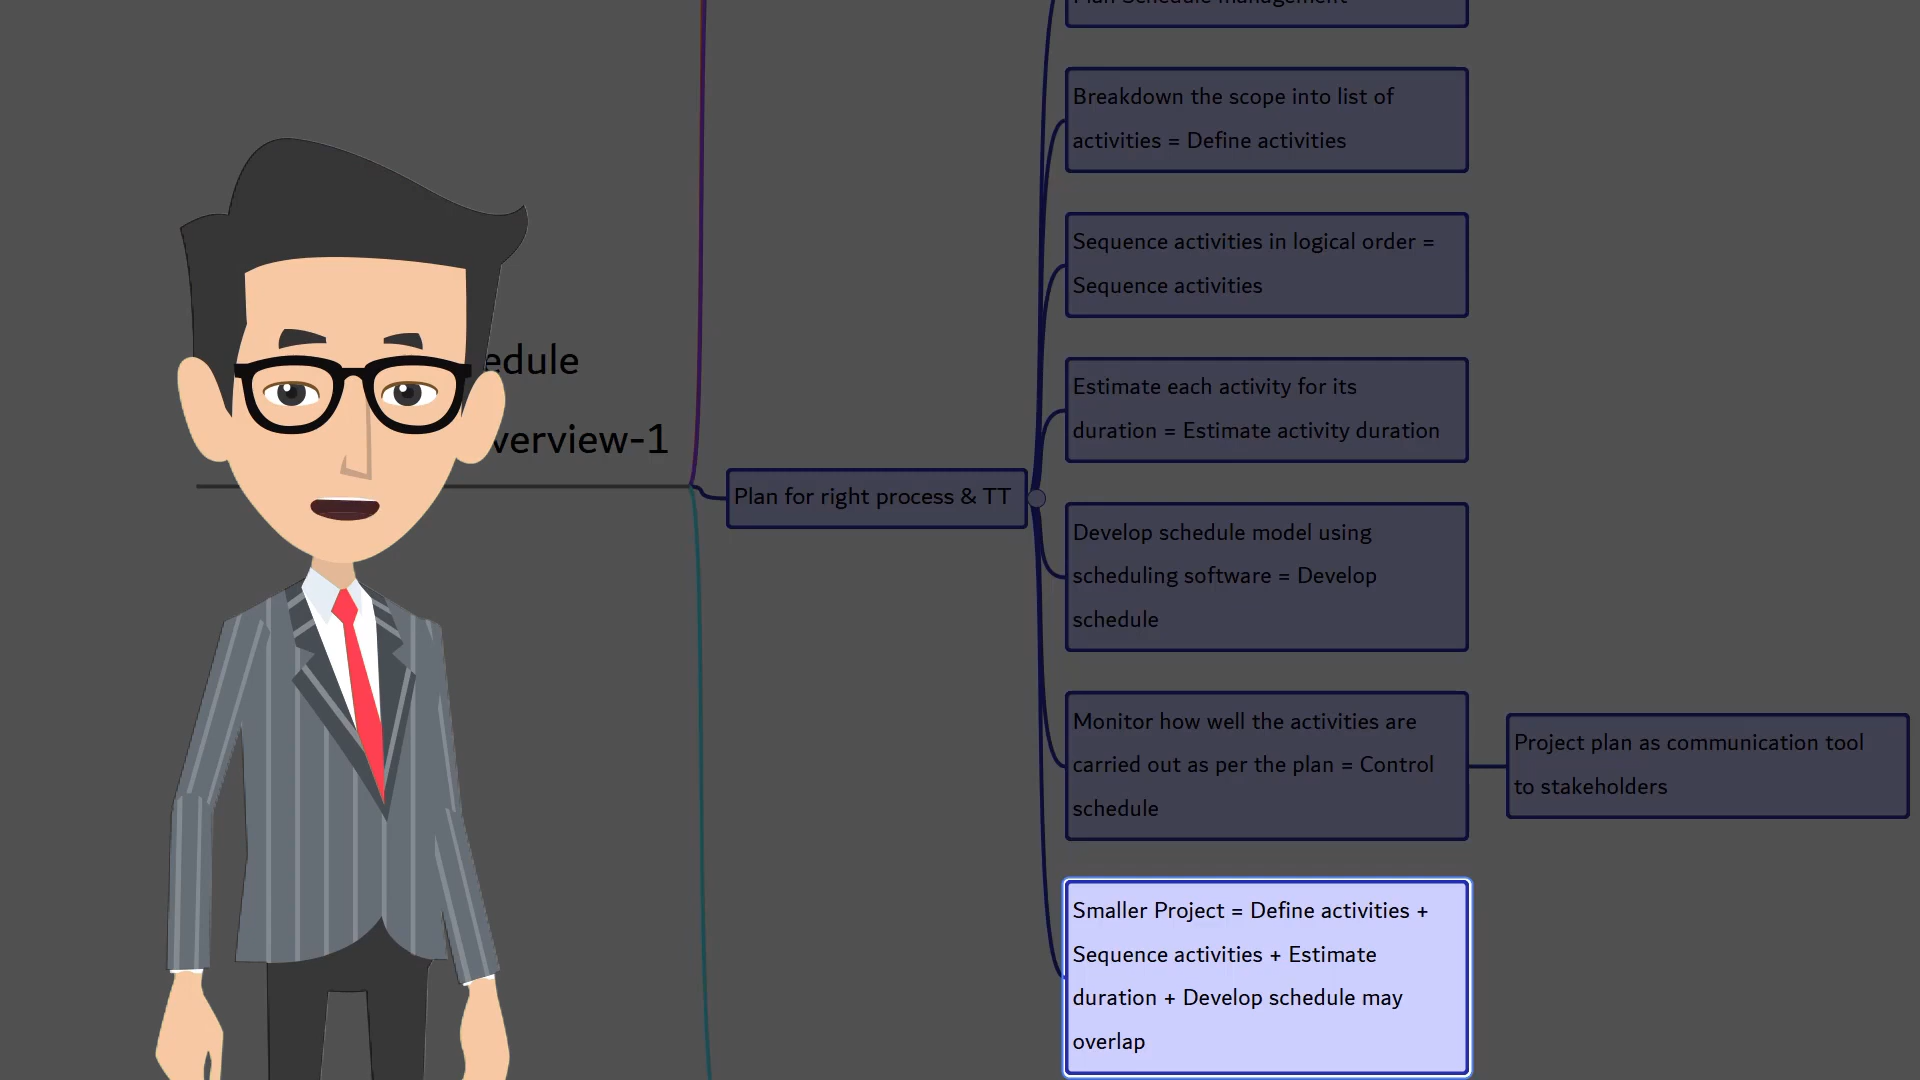 Plan Schedule management
Breakdown the scope into list of
activities = Define activities
Sequence activities in logical order =
Sequence activities
edule
Estimate each activity for its
duration = Estimate activity duration
verview-1
Plan for right process & TT
Develop schedule model using
scheduling software = Develop
schedule
Monitor how well the activities are
carried out as per the plan = Control
schedule
Project plan as communication tool
to stakeholders
Smaller Project = Define activities +
Sequence activities + Estimate
duration + Develop schedule may
overlap